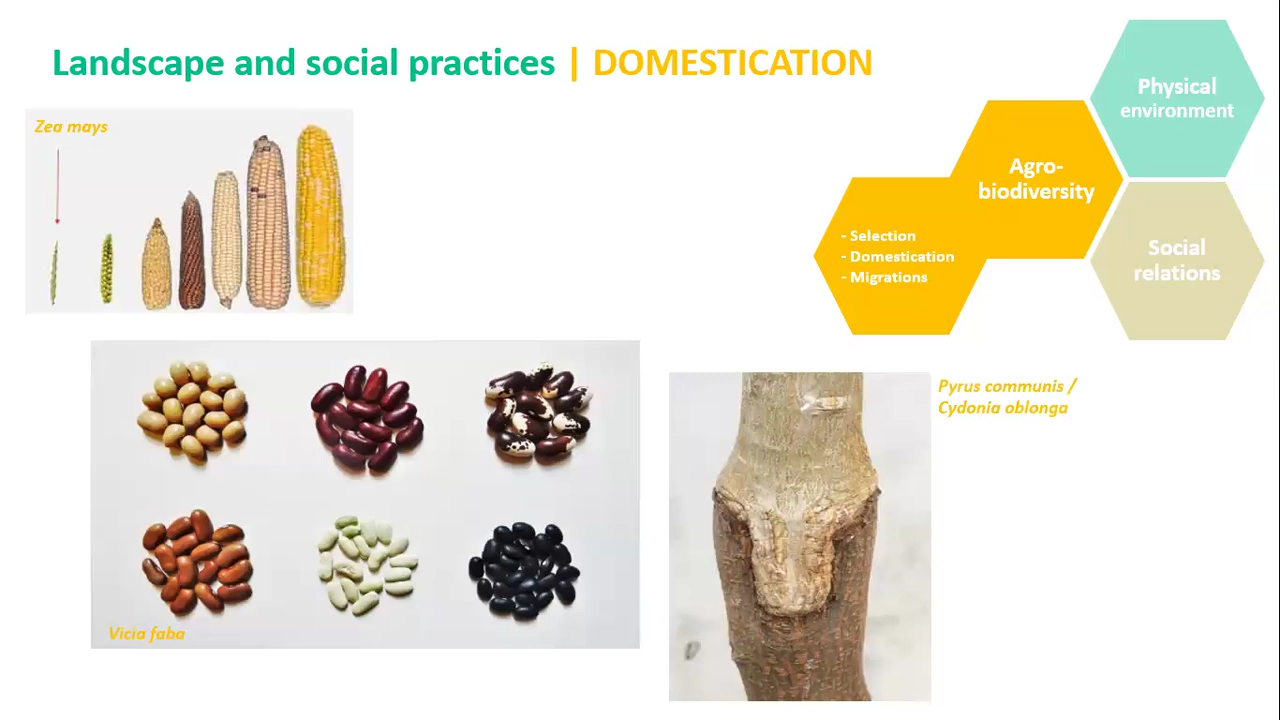 Landscape and social practices | DOMESTICATION
Zea mays
Physical
environment
Agro-
biodiversity
- Selection
- Domestication
- Migrations
Social
relations
Pyrus communis /
Cydonia oblonga
Vicia faba